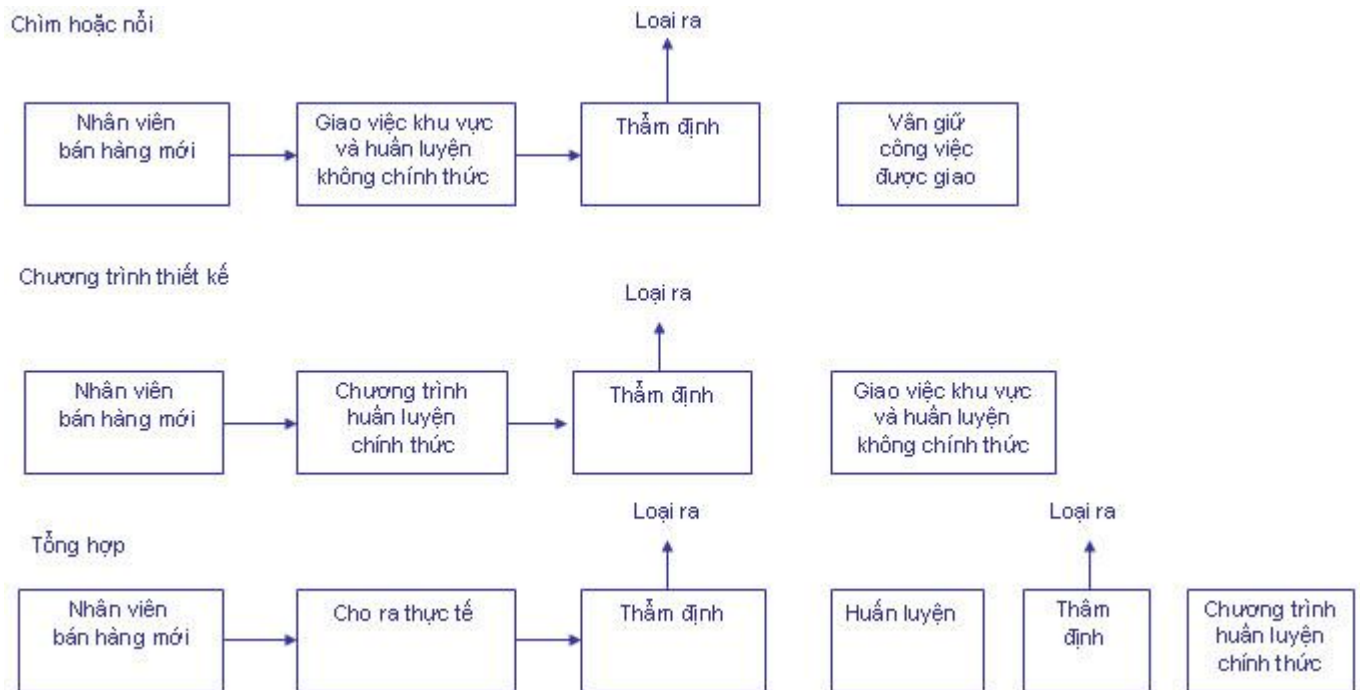 Chìm hoặc nổi
Loai ra
Nhân viên
bán hàng mới
Giao việc khu vực
và huấn luyện
không chính thức
Thẩm định
Vân giữ
công việc
được giao
Chương trình thiết kế
Loại ra
Nhân viên
bán hàng mới
Chương trình
huấn luyện
chính thức
Thẩm định
Giao việc khu vực
và huấn luyện
không chính thức
Tổng hợp
Loại ra
Loại ra
Nhân viên
bán hàng mới
Cho ra thực tế
Thẩm định
Huấn luyện
Thâm
định
Chương trình
huấn luyện
chính thức